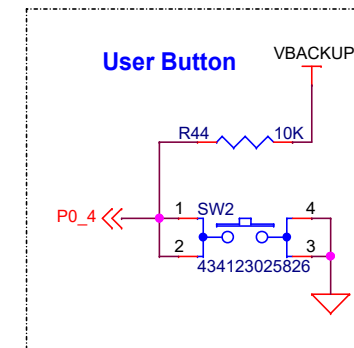 User Button
VBACKUP
R44 10K
P0_4
1 SW2 4
2 3
434123025826